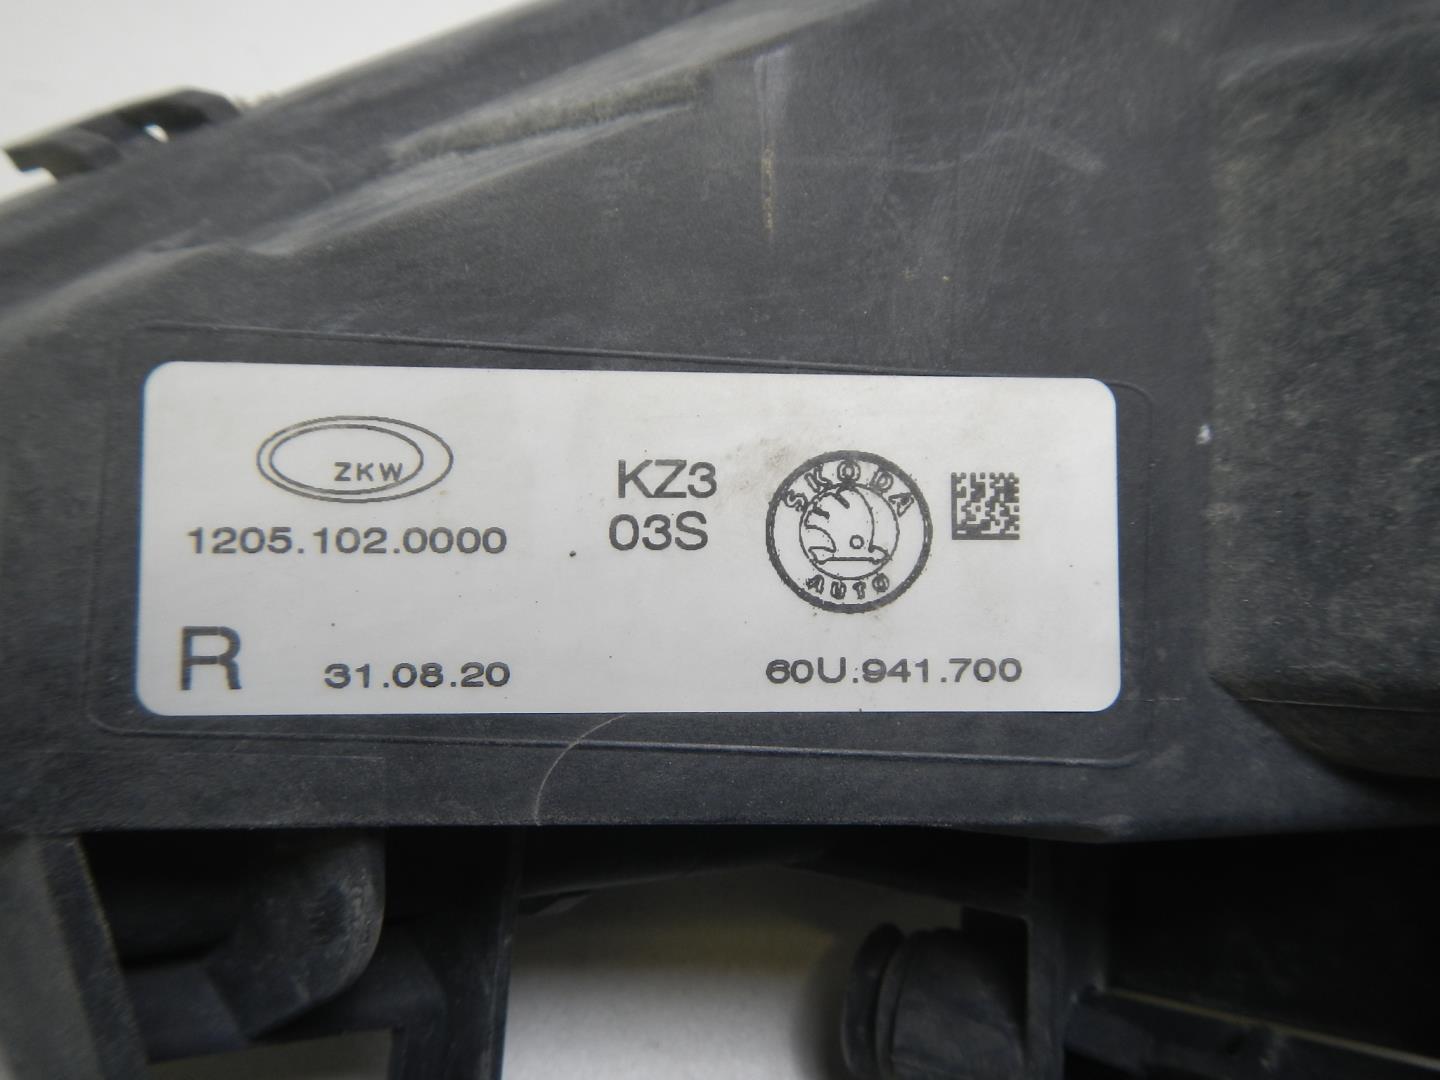 ZKW
1205.102.0000
KZ3
03S
SKODA
AUTO
R
31.08.20
60U.941.700